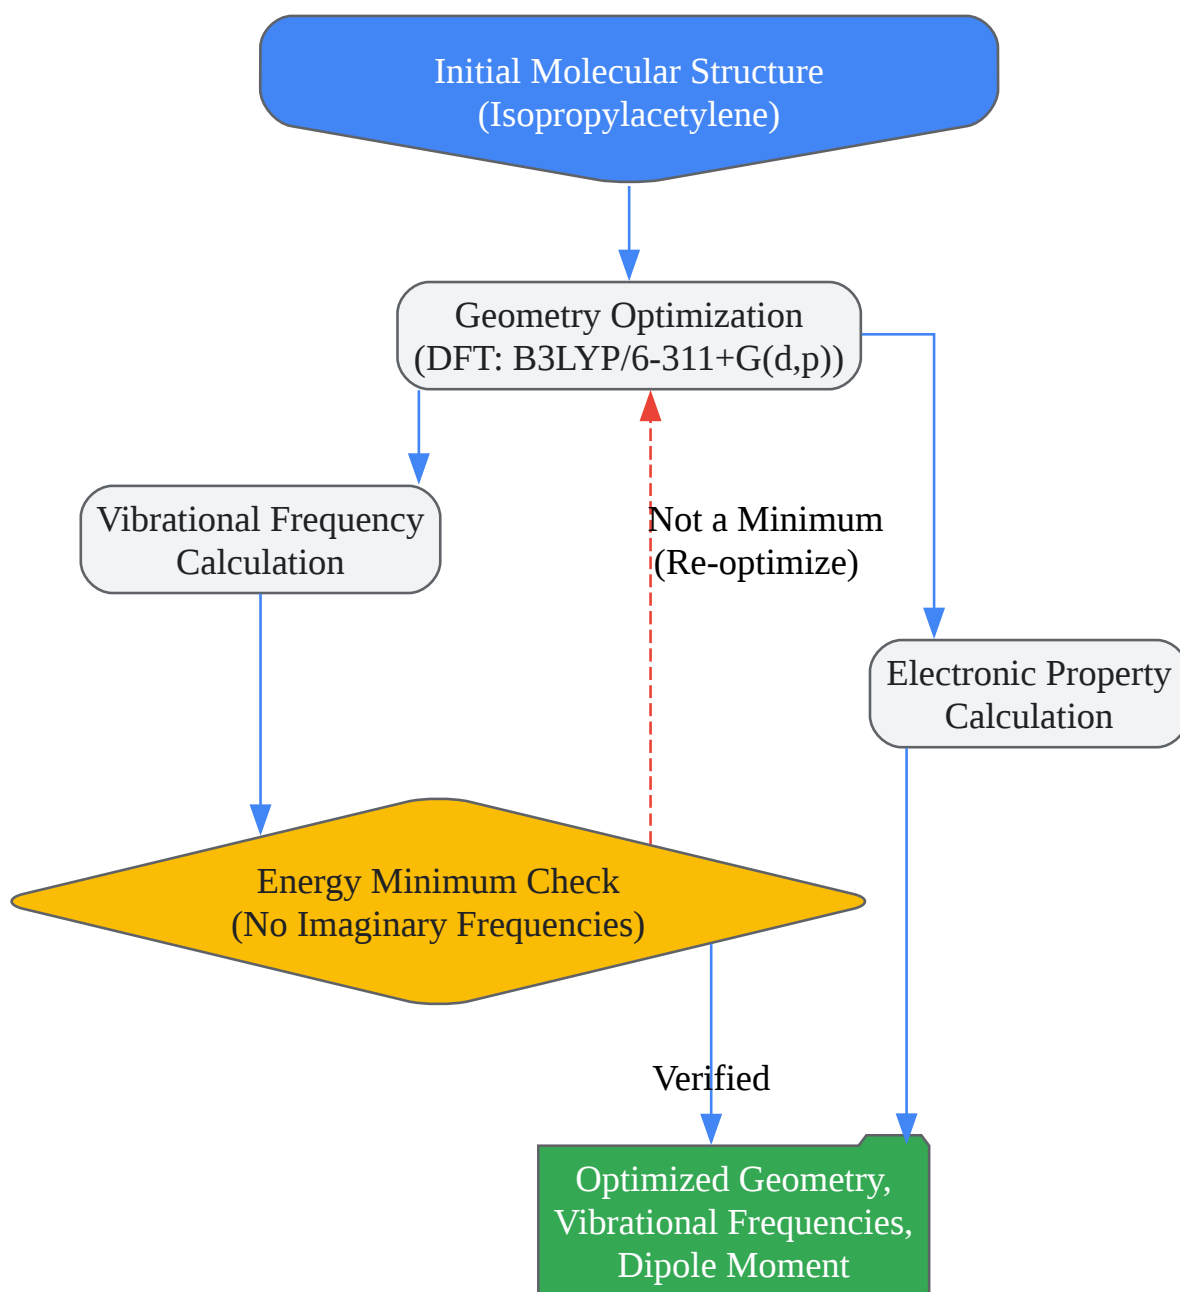 Initial Molecular Structure
(Isopropylacetylene)
Geometry Optimization
(DFT: B3LYP/6-311+G(d,p))
Vibrational Frequency
Calculation
Not a Minimum
(Re-optimize)
Electronic Property
Calculation
Energy Minimum Check
(No Imaginary Frequencies)
Verified
Optimized Geometry,
Vibrational Frequencies,
Dipole Moment